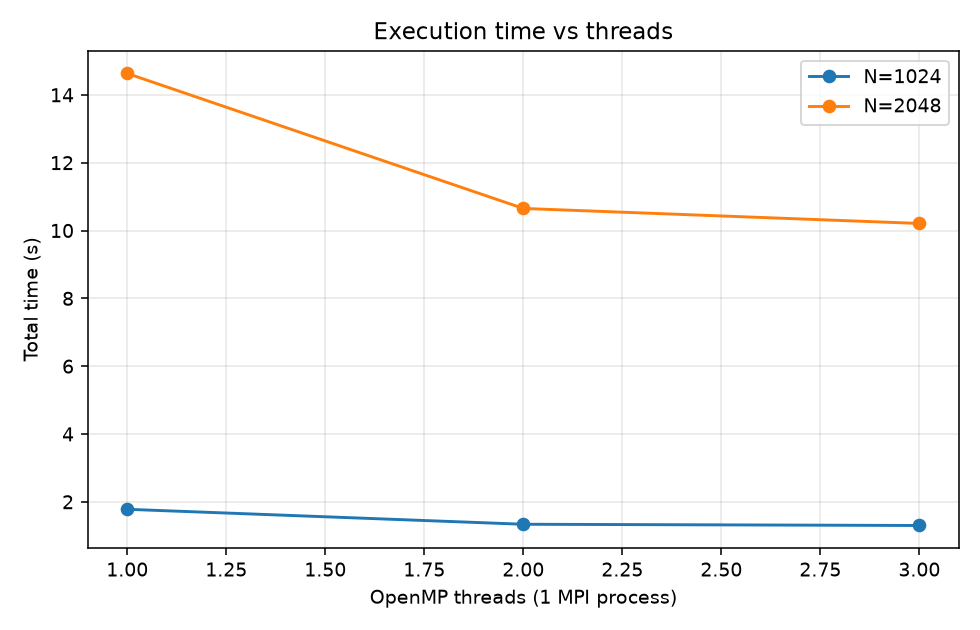 Execution time vs threads
N=1024
N=2048
14
12
10
8
6
4
2
Total time (s)
1.00 1.25 1.50 1.75 2.00 2.25 2.50 2.75 3.00
OpenMP threads (1 MPI process)